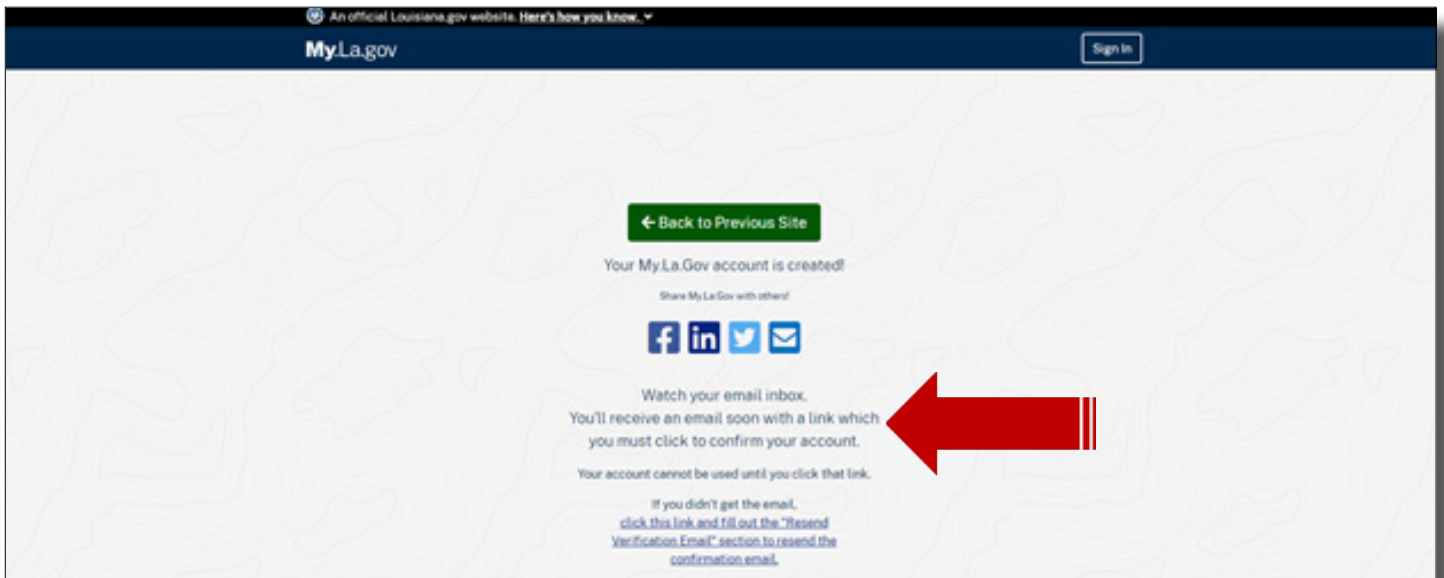 An official Louisiana.gov website. Here's how you know.
My.La.gov
Sign In
Back to Previous Site
Your My.La.Gov account is created!
Share My.La.Gov with others!
Watch your email inbox.
You'll receive an email soon with a link which
you must click to confirm your account.
Your account cannot be used until you click that link.
If you didn't get the email,
click this link and fill out the "Resend
Verification Email" section to resend the
confirmation email.